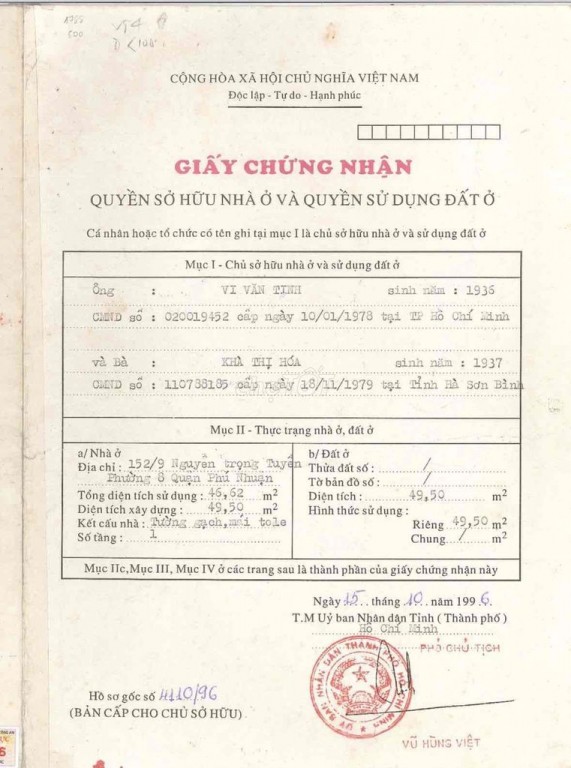 CỘNG HÒA XÃ HỘI CHỦ NGHĨA VIỆT NAM
Độc lập - Tự do - Hạnh phúc
GIẤY CHỨNG NHẬN
QUYỀN SỞ HỮU NHÀ Ở VÀ QUYỀN SỬ DỤNG ĐẤT Ở
Cá nhân hoặc tổ chức có tên ghi tại mục I là chủ sở hữu nhà ở và sử dụng đất ở
Mục I - Chủ sở hữu nhà ở và sử dụng đất ở
Ông : VI VĂN TỊNH sinh năm : 1936
CMND số : 020019452 cấp ngày 10/01/1978 tại TP Hồ Chí Minh
và Bà : KHÀ THỊ HÓA sinh năm : 1937
CMND số : 110788185 cấp ngày 18/11/1979 tại Tỉnh Hà Sơn Bình
Mục II - Thực trạng nhà ở, đất ở
a/ Nhà ở
Địa chỉ : 152/9 Nguyễn trọng Tuyển
Phường 8 Quận Phú Nhuận
Tổng diện tích sử dụng : 46,62 m2
Diện tích xây dựng : 49,50 m2
Kết cấu nhà : Tường gạch,mái tole
Số tầng : 1
b/ Đất ở
Thửa đất số : /
Tờ bản đồ số : /
Diện tích : 49,50 m2
Hình thức sử dụng :
Riêng 49,50 m2
Chung / m2
Mục IIc,Mục III, Mục IV ở các trang sau là thành phần của giấy chứng nhận này
Ngày 15 tháng 10 năm 1996.
T.M Uỷ ban Nhân dân Tỉnh ( Thành phố )
Hồ Chí Minh
PHÓ CHỦ TỊCH
ỦY BAN NHÂN DÂN THÀNH PHỐ HỒ CHÍ MINH
Hồ sơ gốc số 4110/96
(BẢN CẤP CHO CHỦ SỞ HỮU)
VŨ HÙNG VIỆT